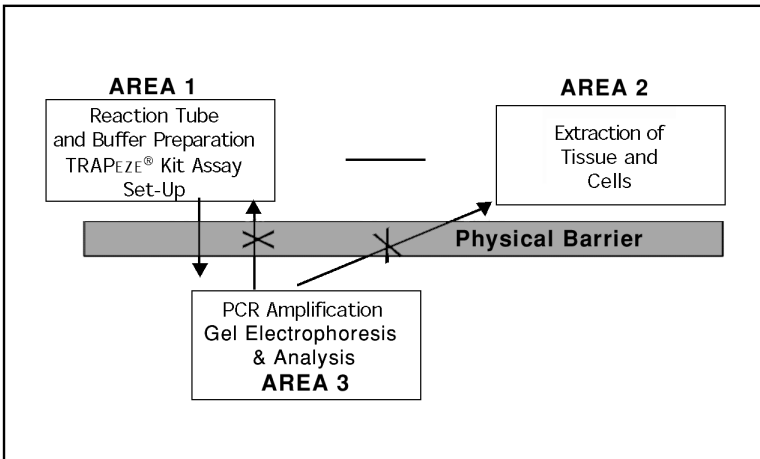 AREA 1
Reaction Tube
and Buffer Preparation
TRAPEZE® Kit Assay
Set-Up
AREA 2
Extraction of
Tissue and
Cells
Physical Barrier
PCR Amplification
Gel Electrophoresis
& Analysis
AREA 3